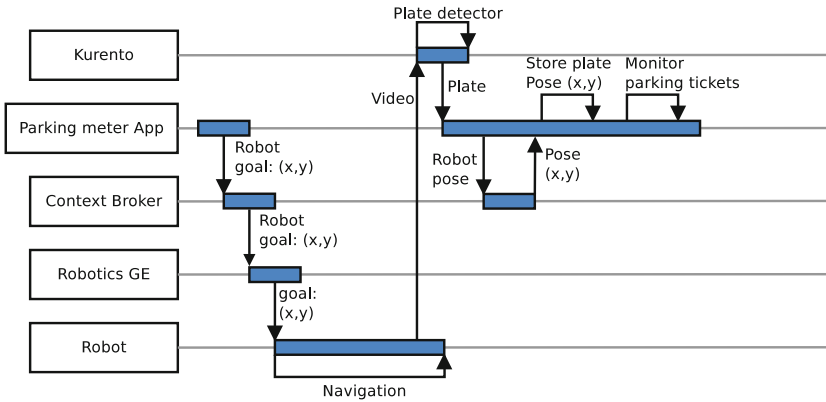 Plate detector
Kurento
Video
Plate
Store plate
Pose (x,y)
Monitor
parking tickets
Parking meter App
Robot
goal: (x,y)
Robot
pose
Pose
(x,y)
Context Broker
Robot
goal: (x,y)
Robotics GE
goal:
(x,y)
Robot
Navigation